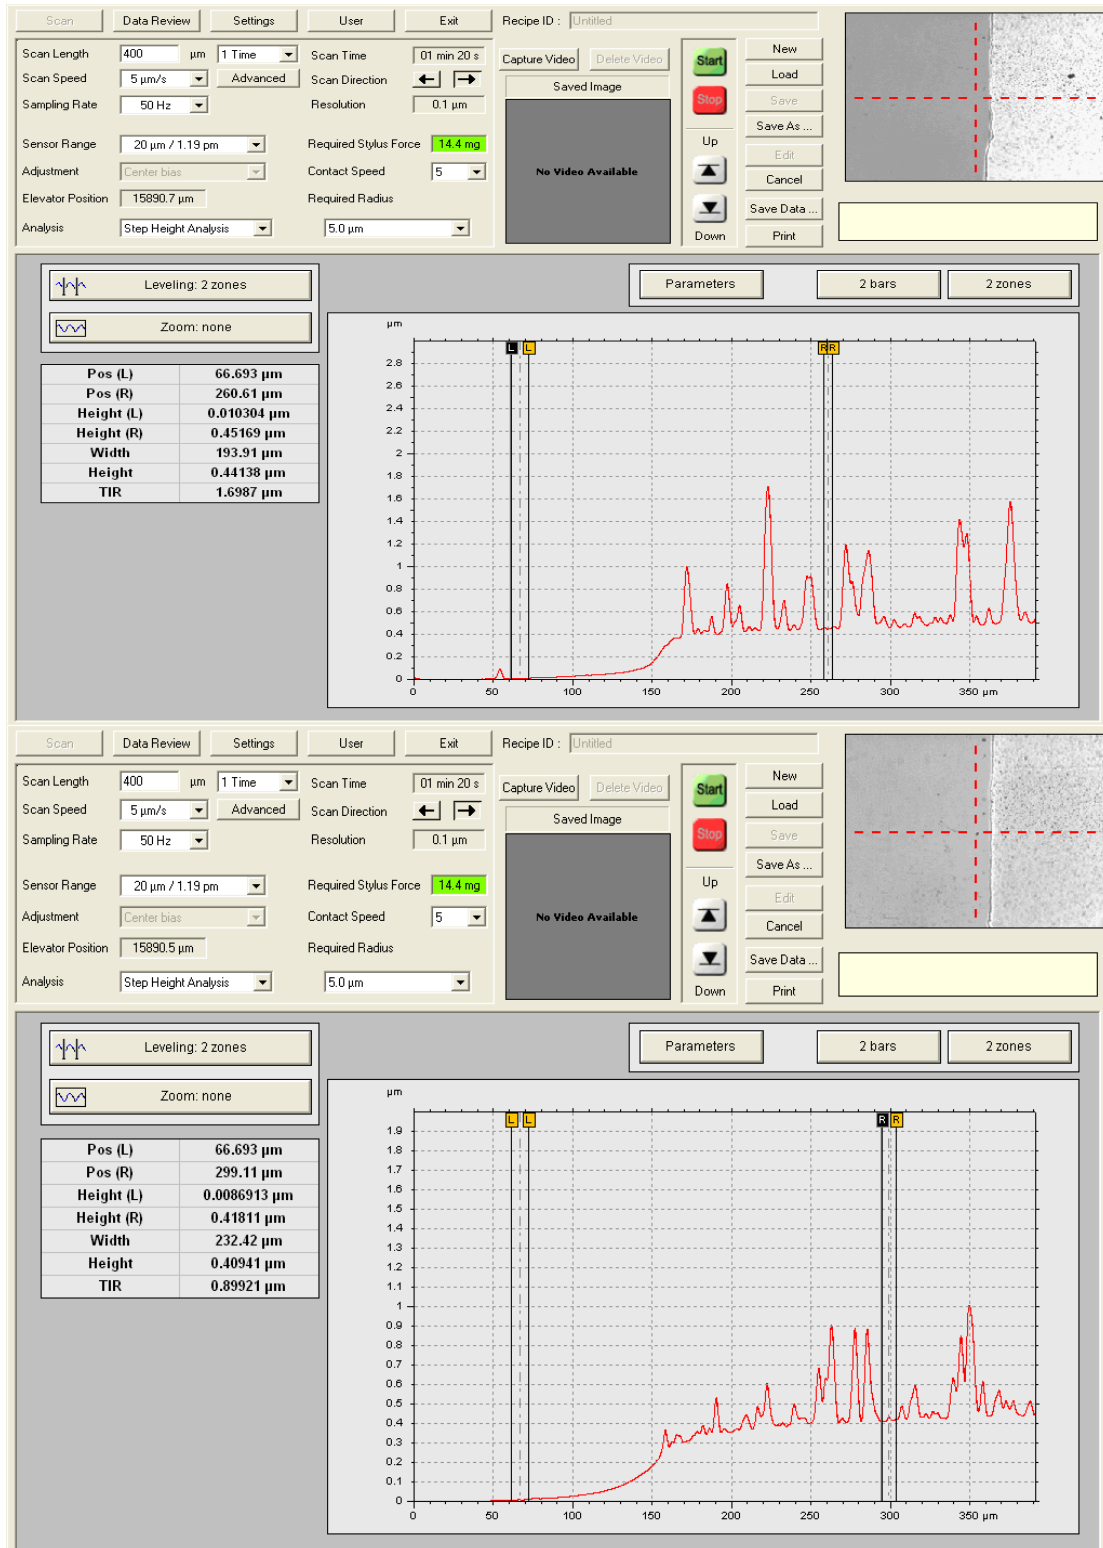 Scan Data Review Settings User Exit Recipe ID : Untitled
Scan Length 400 µm 1 Time Scan Time 01 min 20 s Capture Video Delete Video Start New
Scan Speed 5 µm/s Advanced Scan Direction Saved Image Load
Sampling Rate 50 Hz Resolution 0.1 µm Stop Save
Save As ...
Sensor Range 20 µm / 1.19 pm Required Stylus Force 14.4 mg Up Edit
Adjustment Center bias Contact Speed 5 No Video Available Cancel
Elevator Position 15890.7 µm Required Radius Save Data ...
Analysis Step Height Analysis 5.0 µm Down Print
Leveling: 2 zones Parameters 2 bars 2 zones
Zoom: none
µm
L L R R
Pos (L) 66.693 µm
Pos (R) 260.61 µm
Height (L) 0.010304 µm
Height (R) 0.45169 µm
Width 193.91 µm
Height 0.44138 µm
TIR 1.6987 µm
2.8
2.6
2.4
2.2
2
1.8
1.6
1.4
1.2
1
0.8
0.6
0.4
0.2
0
0 50 100 150 200 250 300 350 µm
Scan Data Review Settings User Exit Recipe ID : Untitled
Scan Length 400 µm 1 Time Scan Time 01 min 20 s Capture Video Delete Video Start New
Scan Speed 5 µm/s Advanced Scan Direction Saved Image Load
Sampling Rate 50 Hz Resolution 0.1 µm Stop Save
Save As ...
Sensor Range 20 µm / 1.19 pm Required Stylus Force 14.4 mg Up Edit
Adjustment Center bias Contact Speed 5 No Video Available Cancel
Elevator Position 15890.5 µm Required Radius Save Data ...
Analysis Step Height Analysis 5.0 µm Down Print
Leveling: 2 zones Parameters 2 bars 2 zones
Zoom: none
µm
L L R R
Pos (L) 66.693 µm
Pos (R) 299.11 µm
Height (L) 0.0086913 µm
Height (R) 0.41811 µm
Width 232.42 µm
Height 0.40941 µm
TIR 0.89921 µm
1.9
1.8
1.7
1.6
1.5
1.4
1.3
1.2
1.1
1
0.9
0.8
0.7
0.6
0.5
0.4
0.3
0.2
0.1
0
0 50 100 150 200 250 300 350 µm